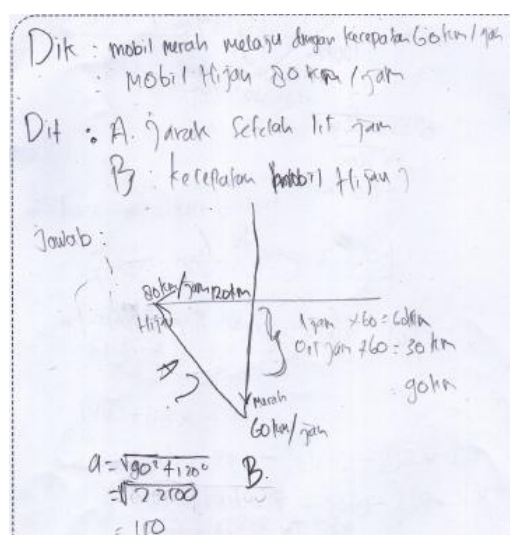 Dik : mobil merah melaju dengan kecepatan 60 km / jam
: Mobil Hijau 80 km / jam
Dit : A. Jarak Setelah 1,5 jam
B. kecepatan mobil Hijau ?
Jawab :
80 km/jam 120 km
Hijau
1 jam x 60 = 60 km
0,5 jam x 60 = 30 km
90 km
A
Merah
60 km / jam
a = √90² + 120²
B.
= √22500
= 150